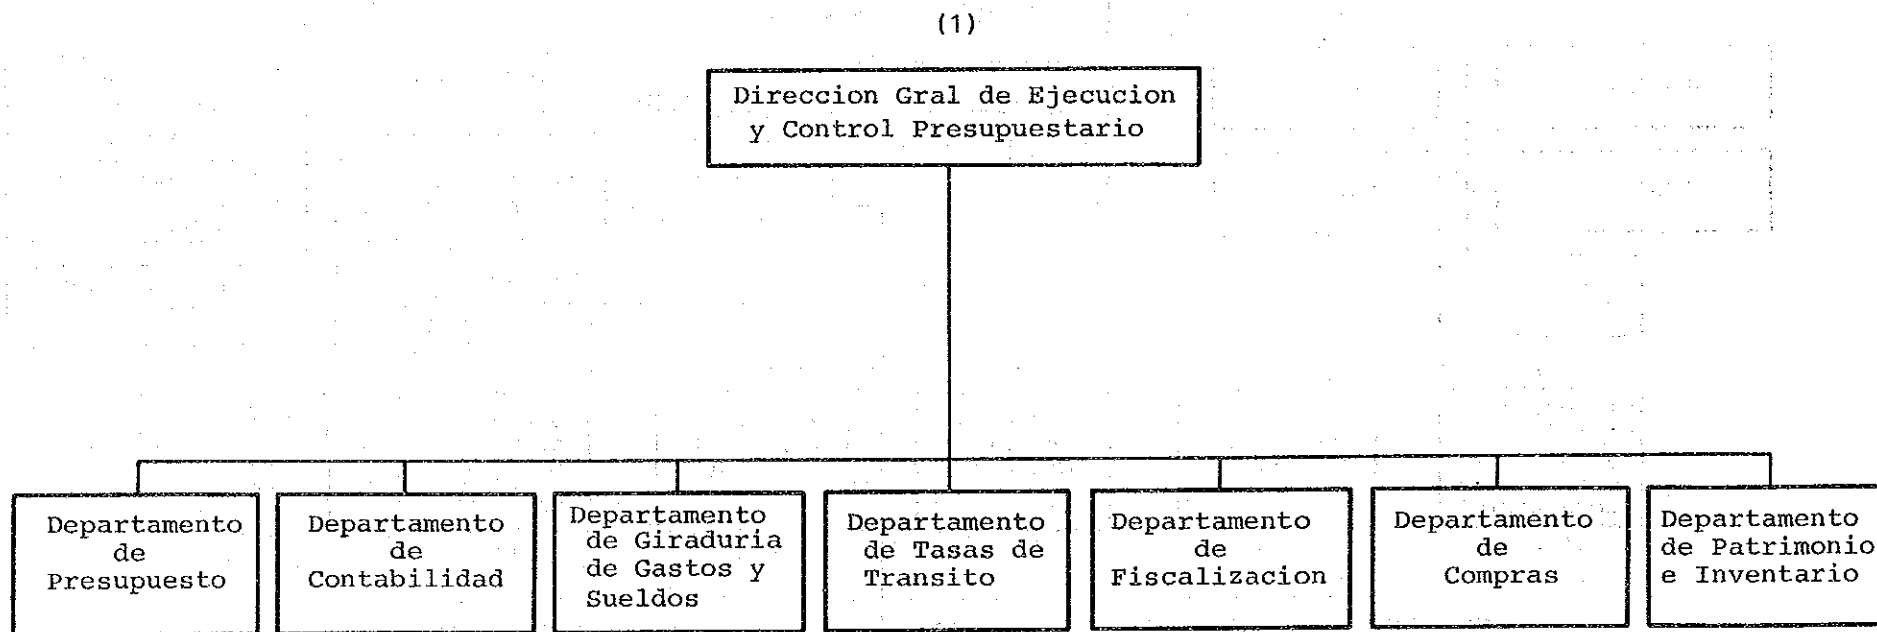 (1)
Direccion Gral de Ejecucion
y Control Presupuestario
Departamento
de
Presupuesto
Departamento
de
Contabilidad
Departamento
de Giraduria
de Gastos y
Sueldos
Departamento
de Tasas de
Transito
Departamento
de
Fiscalizacion
Departamento
de
Compras
Departamento
de Patrimonio
e Inventario